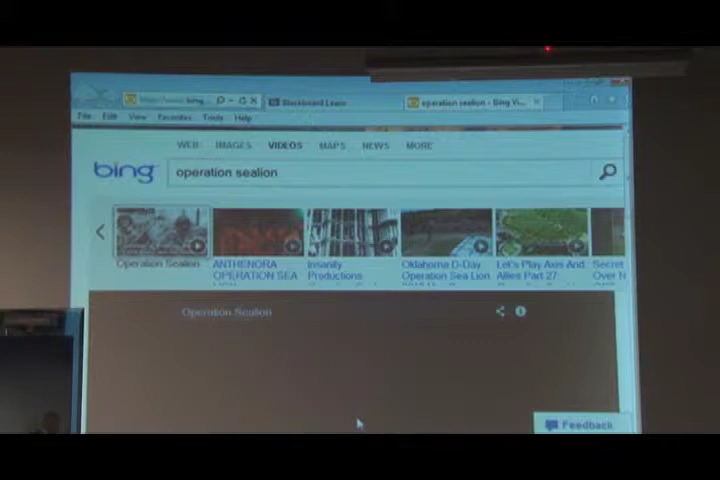 bing
Blackboard Learn
operation sealion - Bing Vi...
File Edit View Favorites Tools Help
WEB IMAGES VIDEOS MAPS NEWS MORE
bing
operation sealion
Operation Sealion
ANTHENORA
OPERATION SEA
Insanity
Productions
Oklahoma D-Day
Operation Sea Lion
Let's Play Axis And
Allies Part 27:
Secret
Over N
Operation Sealion
Feedback